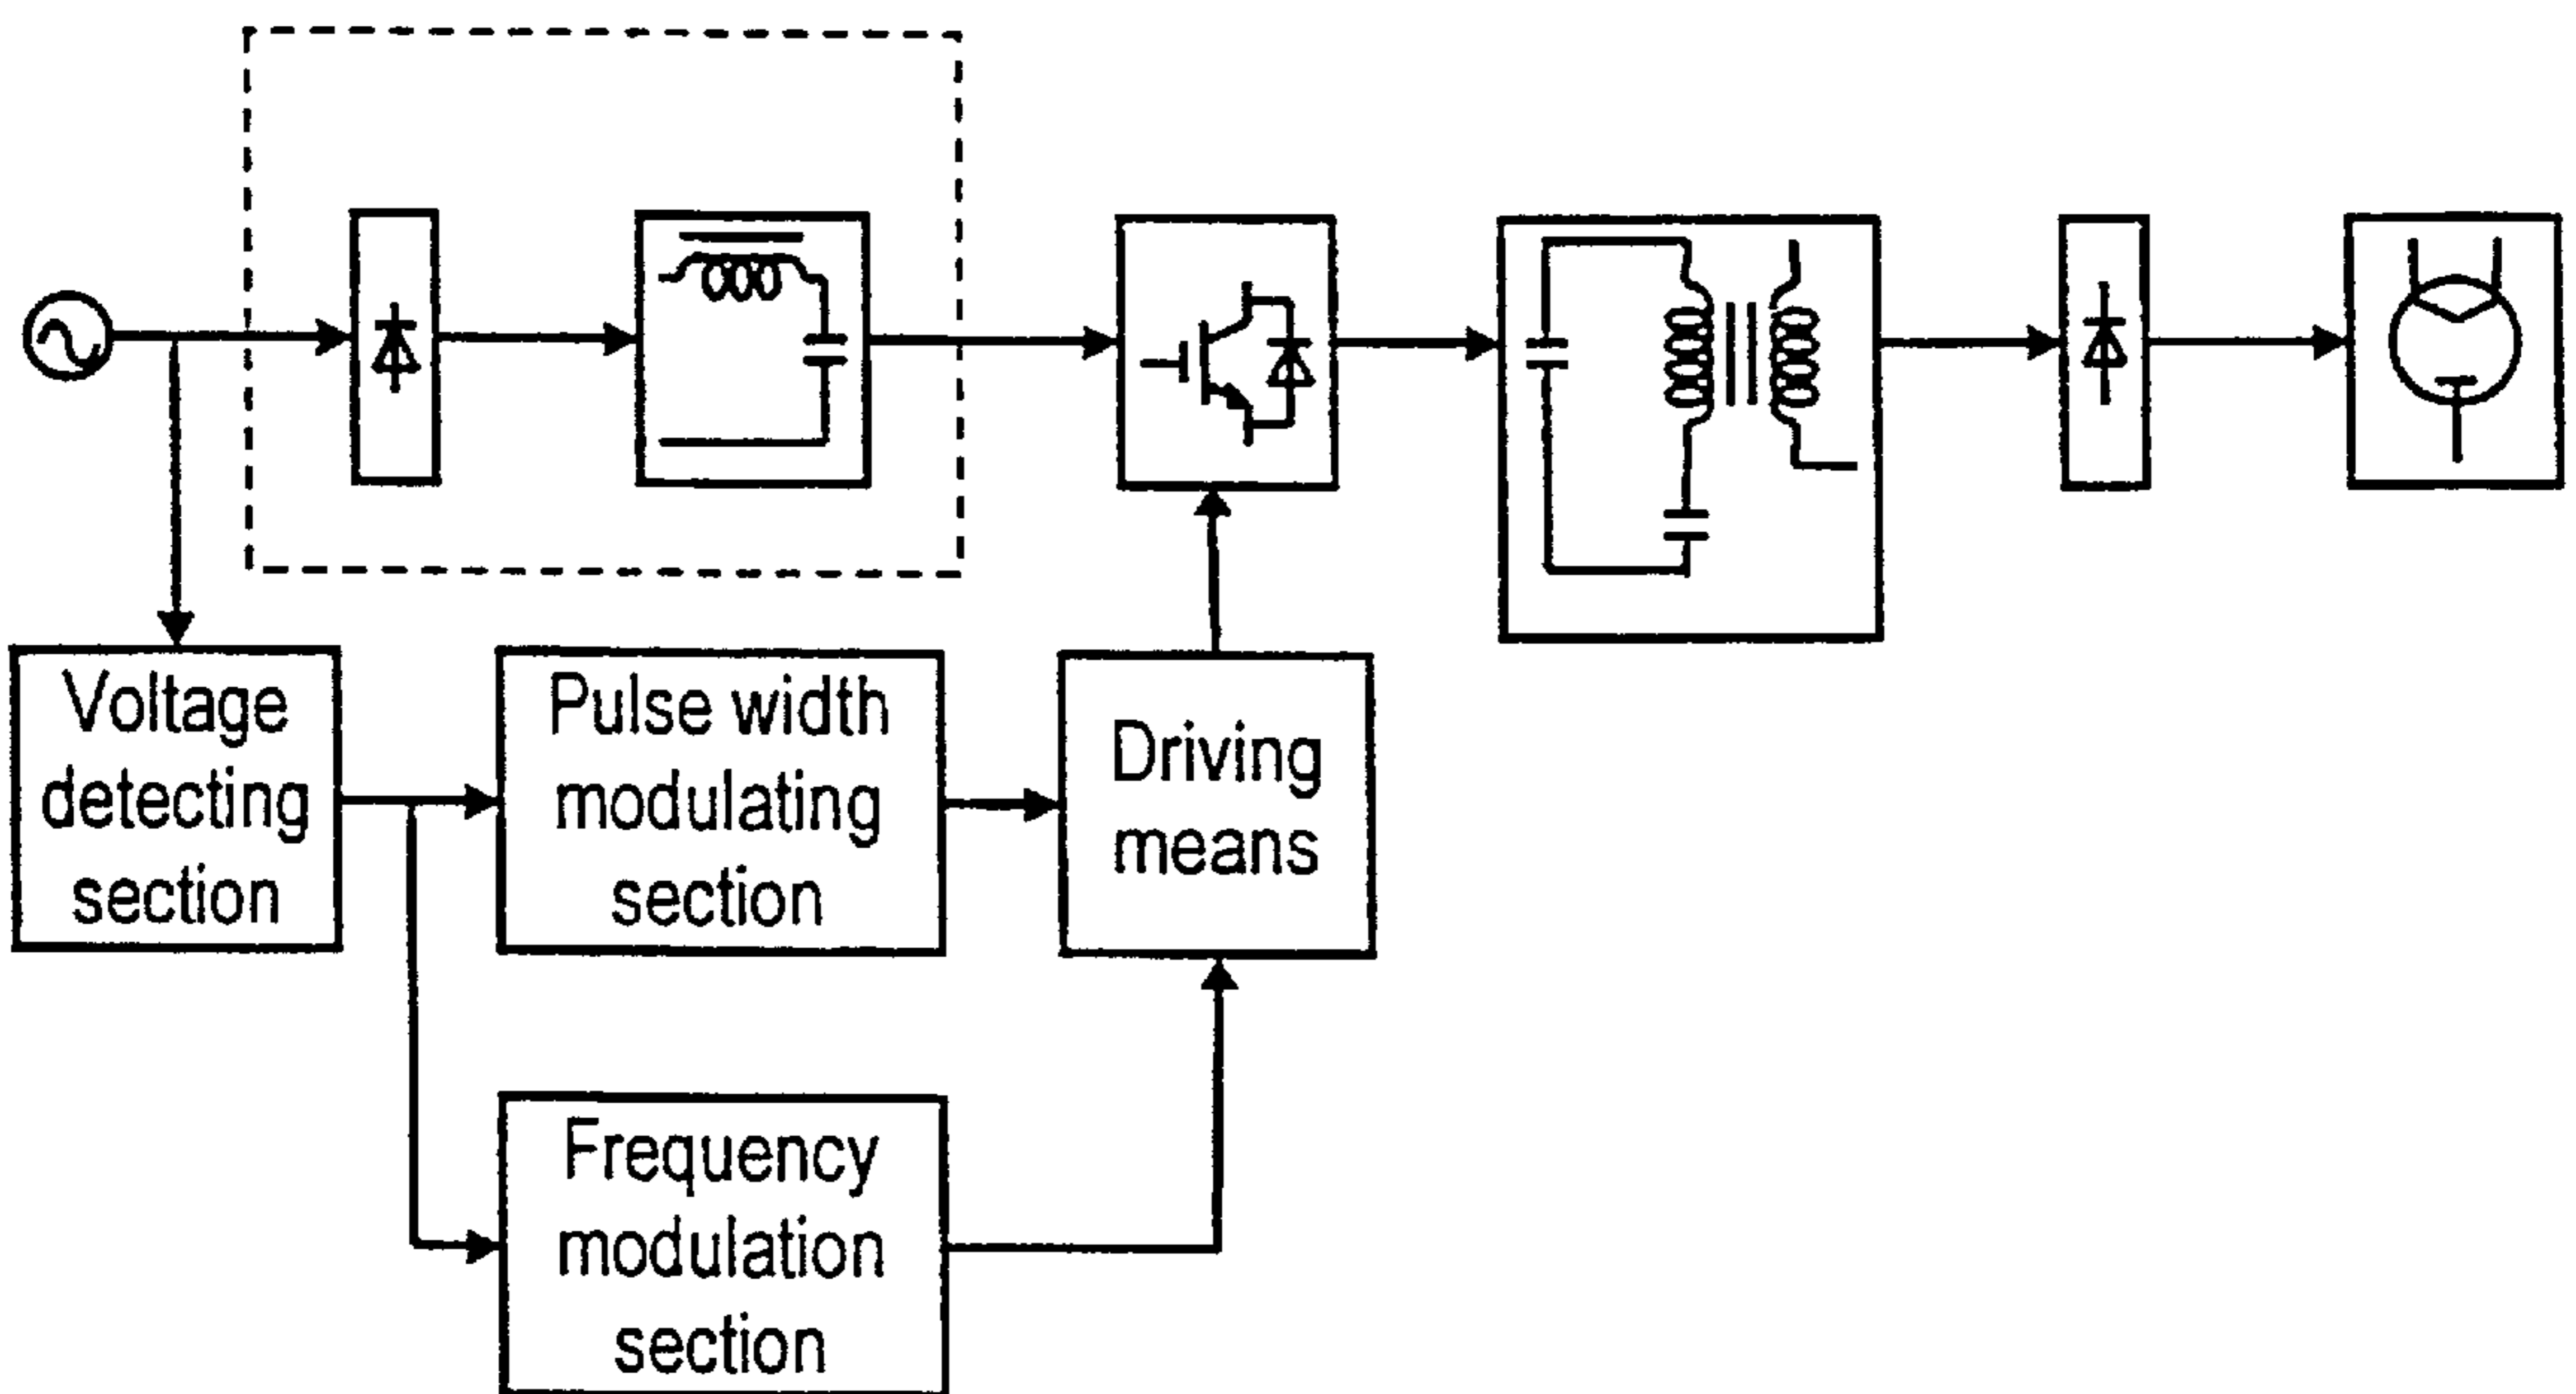 Voltage
detecting
section
Pulse width
modulating
section
Driving
means
Frequency
modulation
section